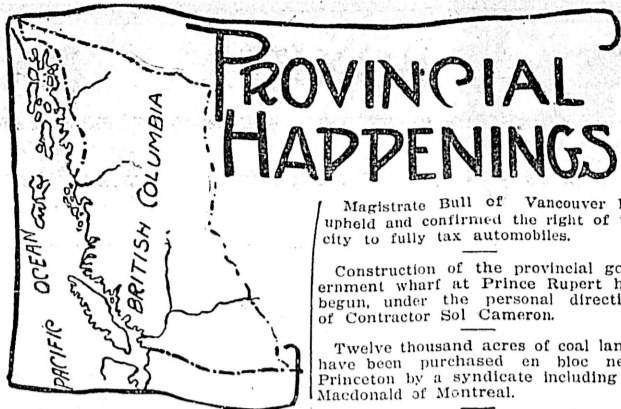 PROVINCIAL
HAPPENINGS
PACIFIC OCEAN
BRITISH COLUMBIA
Magistrate Bull of Vancouver
upheld and confirmed the right of
city to fully tax automobiles.
Construction of the provincial gov-
ernment wharf at Prince Rupert
begun, under the personal
of Contractor Sol Cameron.
Twelve thousand acres of coal
have been purchased en bloc
Princeton by a syndicate including
Macdonald of Montreal.